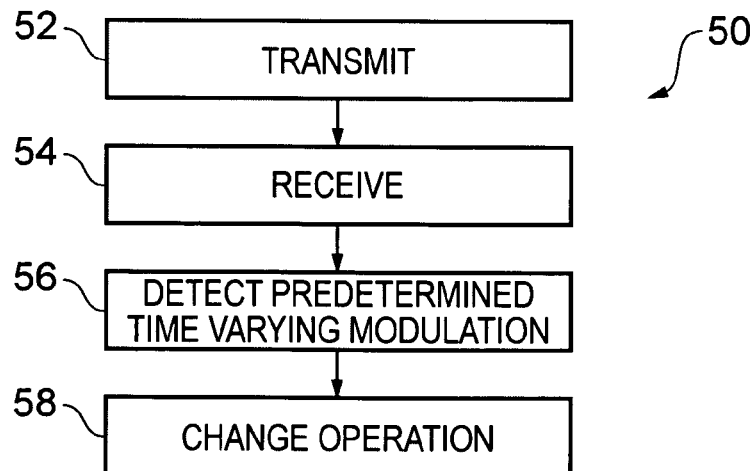 52
TRANSMIT
50
54
RECEIVE
56
DETECT PREDETERMINED
TIME VARYING MODULATION
58
CHANGE OPERATION